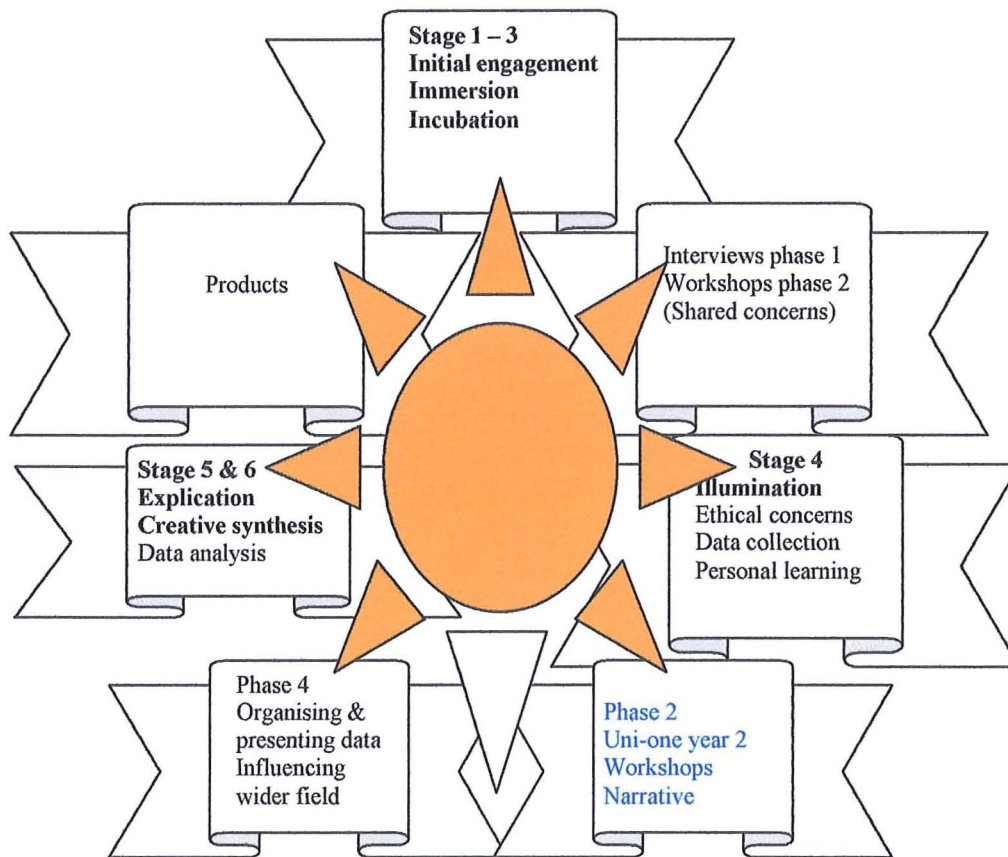 Stage 1 – 3
Initial engagement
Immersion
Incubation
Products
Interviews phase 1
Workshops phase 2
(Shared concerns)
Stage 5 & 6
Explication
Creative synthesis
Data analysis
Stage 4
Illumination
Ethical concerns
Data collection
Personal learning
Phase 4
Organising &
presenting data
Influencing
wider field
Phase 2
Uni-one year 2
Workshops
Narrative